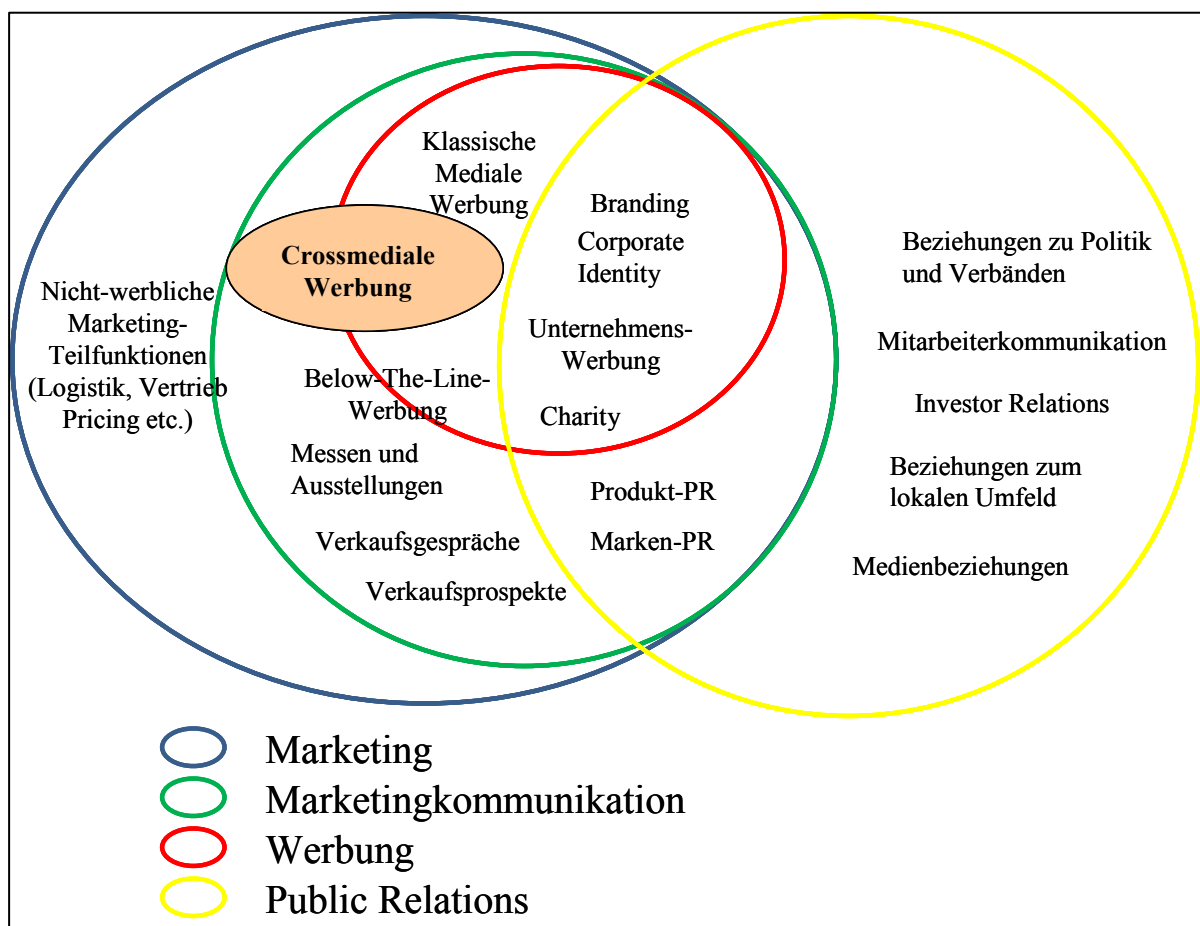 Klassische
Mediale
Werbung
Branding
Corporate
Identity
Crossmediale
Werbung
Nicht-werbliche
Marketing-
Teilfunktionen
(Logistik, Vertrieb
Pricing etc.)
Unternehmens-
Werbung
Below-The-Line-
Werbung
Charity
Messen und
Ausstellungen
Produkt-PR
Verkaufsgespräche
Marken-PR
Verkaufsprospekte
Beziehungen zu Politik
und Verbänden
Mitarbeiterkommunikation
Investor Relations
Beziehungen zum
lokalen Umfeld
Medienbeziehungen
Marketing
Marketingkommunikation
Werbung
Public Relations